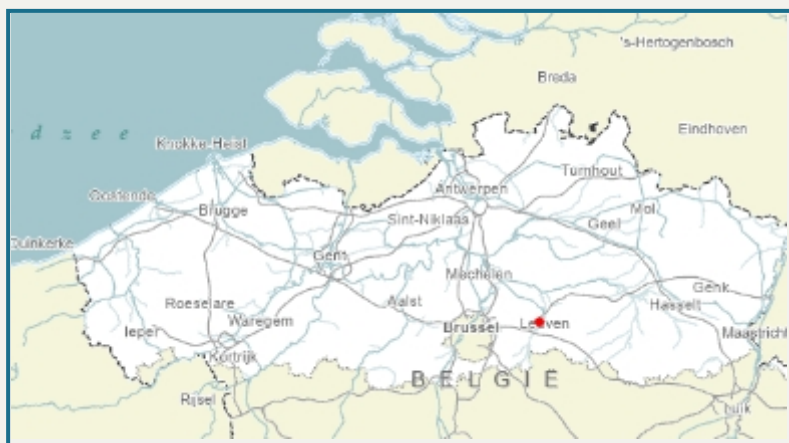 's-Hertogenbosch
Breda
d z e e
Eindhoven
Knokke-Heist
Turnhout
Oostende
Antwerpen
Brugge
Mol
Sint-Niklaas
Geel
Duinkerke
Gent
Mechelen
Genk
Roeselare
Aalst
Hasselt
Ieper
Waregem
Brussel
Leuven
Maastricht
Kortrijk
BELGIË
Rijsel
Luik